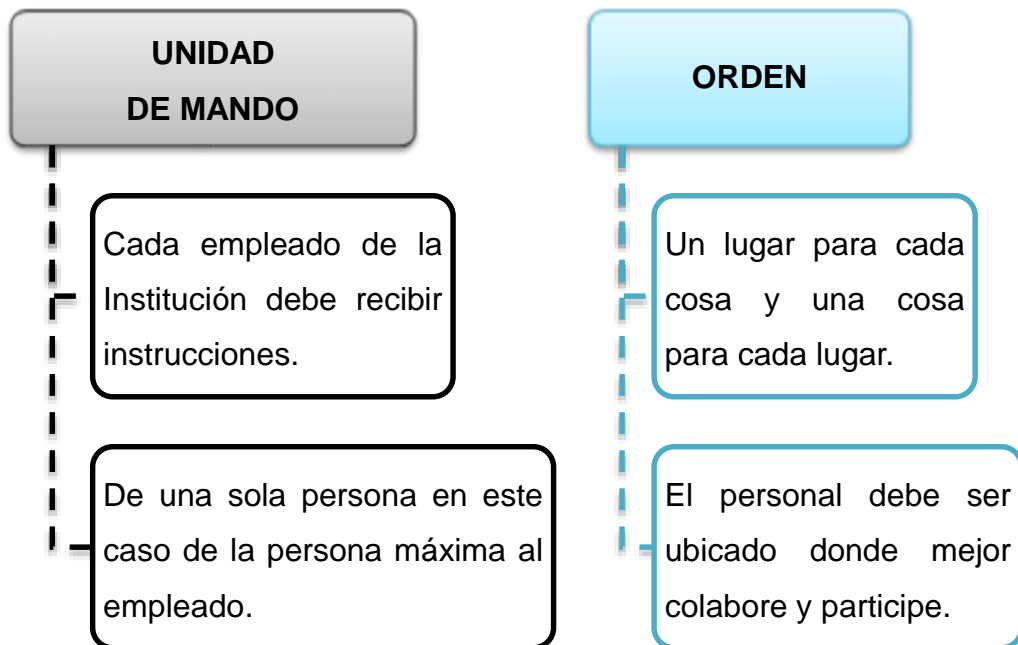 UNIDAD
DE MANDO
Cada empleado de la
Institución debe recibir
instrucciones.
De una sola persona en este
caso de la persona máxima al
empleado.
ORDEN
Un lugar para cada
cosa y una cosa
para cada lugar.
El personal debe ser
ubicado donde mejor
colabore y participe.